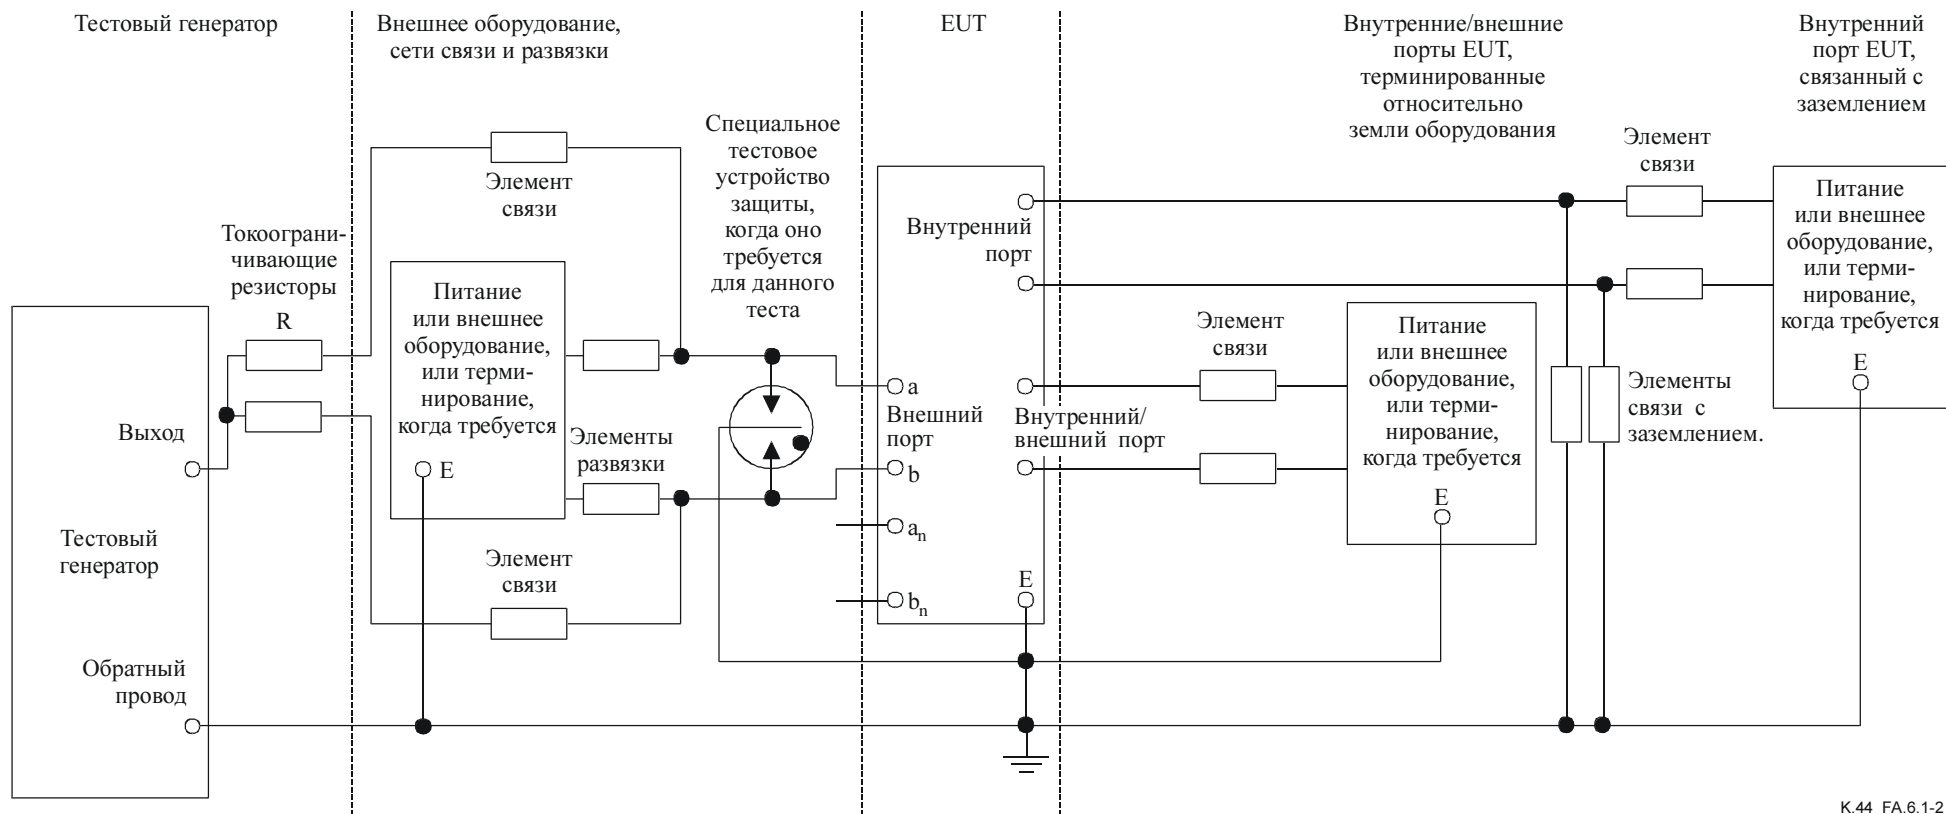 Тестовый генератор
Внешнее оборудование,
сети связи и развязки
EUT
Внутренние/внешние
порты EUT,
терминированные
относительно
земли оборудования
Внутренний
порт EUT,
связанный с
заземлением
Токоограни-
чивающие
резисторы
R
Элемент
связи
Специальное
тестовое
устройство
защиты,
когда оно
требуется
для данного
теста
Питание
или внешнее
оборудование,
или терми-
нирование,
когда требуется
E
Элементы
развязки
Элемент
связи
Выход
Тестовый
генератор
Обратный
провод
Внутренний
порт
a
Внешний
порт
b
an
bn
E
Внутренний/
внешний порт
Элемент
связи
Питание
или внешнее
оборудование,
или терми-
нирование,
когда требуется
E
Элемент
связи
Элементы
связи с
заземлением.
Питание
или внешнее
оборудование,
или терми-
нирование,
когда требуется
E
K.44_FA.6.1-2